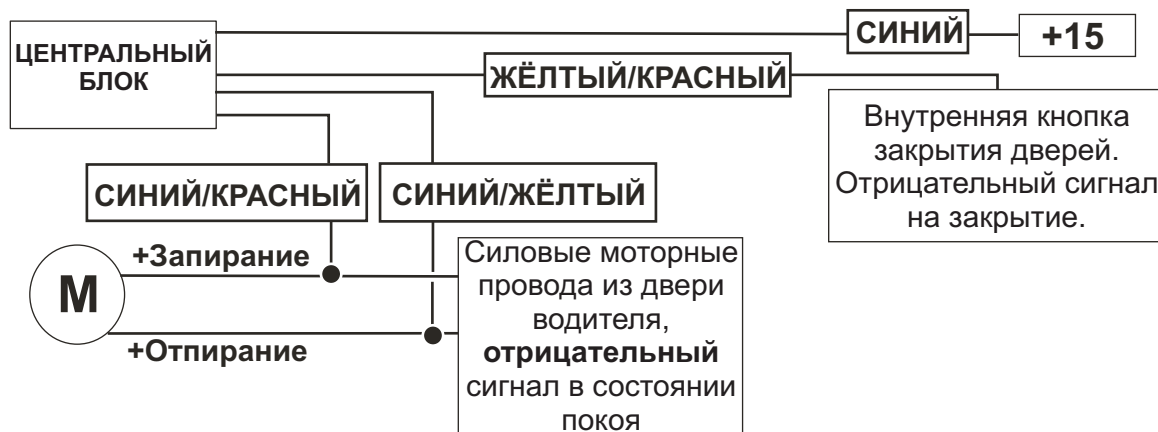 ЦЕНТРАЛЬНЫЙ
БЛОК
СИНИЙ
+15
ЖЁЛТЫЙ/КРАСНЫЙ
Внутренняя кнопка
закрытия дверей.
Отрицательный сигнал
на закрытие.
СИНИЙ/КРАСНЫЙ
СИНИЙ/ЖЁЛТЫЙ
М
+Запирание
+Отпирание
Силовые моторные
провода из двери
водителя,
отрицательный
сигнал в состоянии
покоя